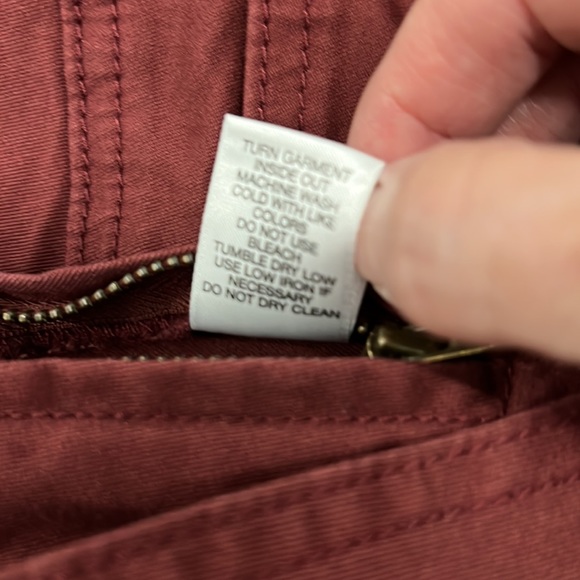 TURN GARMENT
INSIDE OUT
MACHINE WASH
COLD WITH LIKE
COLORS
DO NOT USE
BLEACH
TUMBLE DRY LOW
USE LOW IRON IF
NECESSARY
DO NOT DRY CLEAN